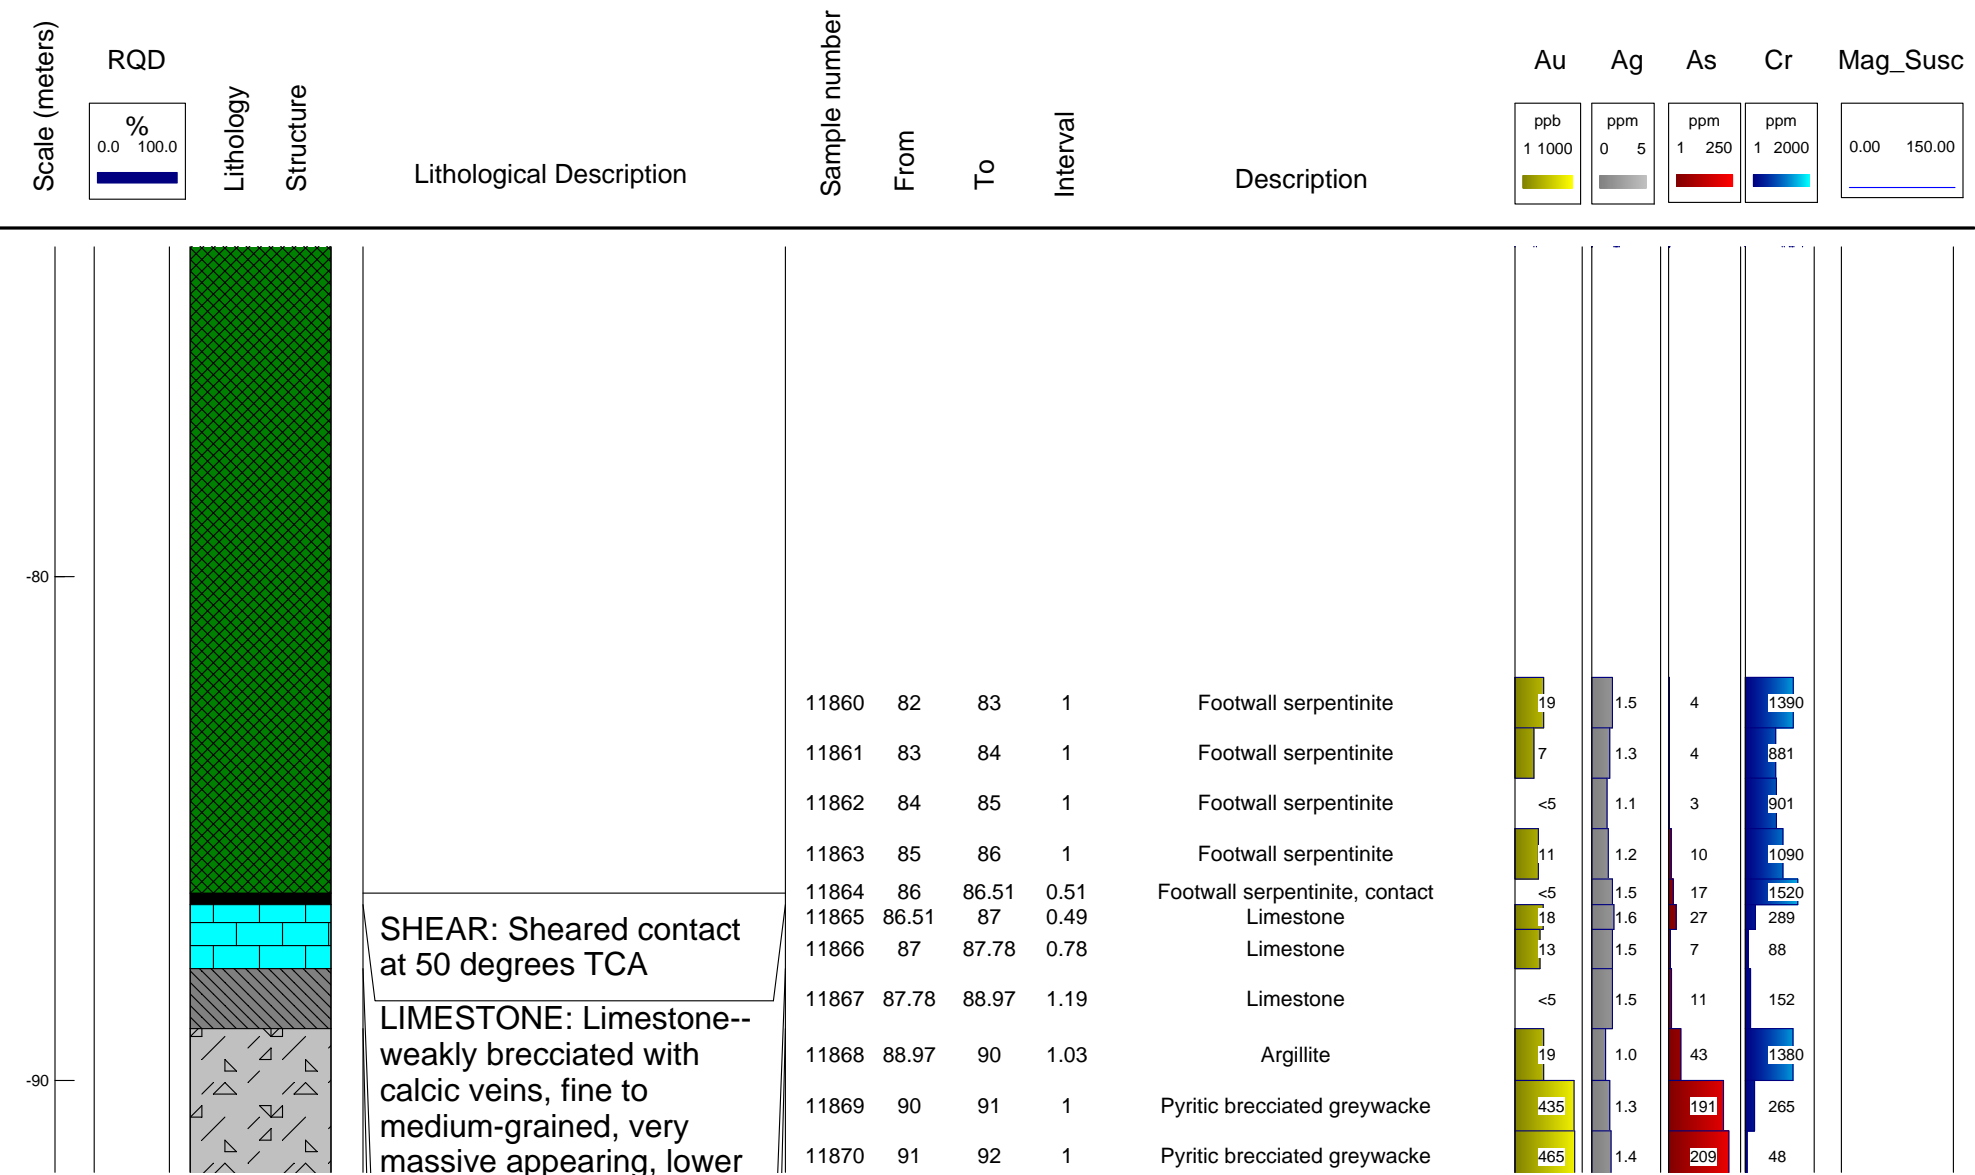 Scale (meters)
RQD
%
0.0 100.0
Lithology
Structure
Lithological Description
Sample number
From
To
Interval
Description
Au
ppb
1 1000
Ag
ppm
0 5
As
ppm
1 250
Cr
ppm
1 2000
Mag_Susc
0.00 150.00
-80
11860 82 83 1 Footwall serpentinite 19 1.5 4 1390
11861 83 84 1 Footwall serpentinite 7 1.3 4 881
11862 84 85 1 Footwall serpentinite <5 1.1 3 901
11863 85 86 1 Footwall serpentinite 11 1.2 10 1090
11864 86 86.51 0.51 Footwall serpentinite, contact <5 1.5 17 1520
11865 86.51 87 0.49 Limestone 18 1.6 27 289
11866 87 87.78 0.78 Limestone 13 1.5 7 88
11867 87.78 88.97 1.19 Limestone <5 1.5 11 152
11868 88.97 90 1.03 Argillite 19 1.0 43 1380
11869 90 91 1 Pyritic brecciated greywacke 435 1.3 191 265
11870 91 92 1 Pyritic brecciated greywacke 465 1.4 209 48
SHEAR: Sheared contact
at 50 degrees TCA
LIMESTONE: Limestone--
weakly brecciated with
calcic veins, fine to
medium-grained, very
massive appearing, lower
-90